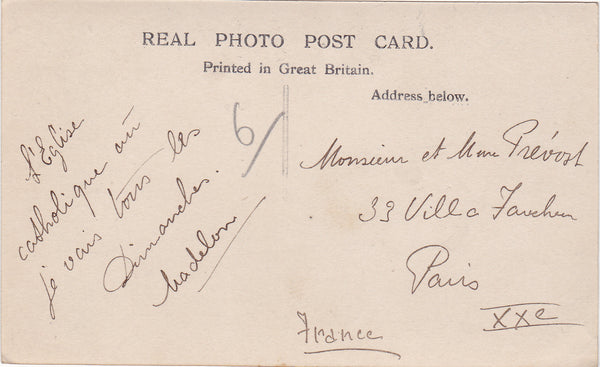 REAL PHOTO POST CARD.
Printed in Great Britain.
Address below.
6/
L'Eglise
catholique où
je vais tous les
Dimanches.
Madelon
Monsieur et Mme Prévost
33 Villa Faucheur
Paris
XXe
France